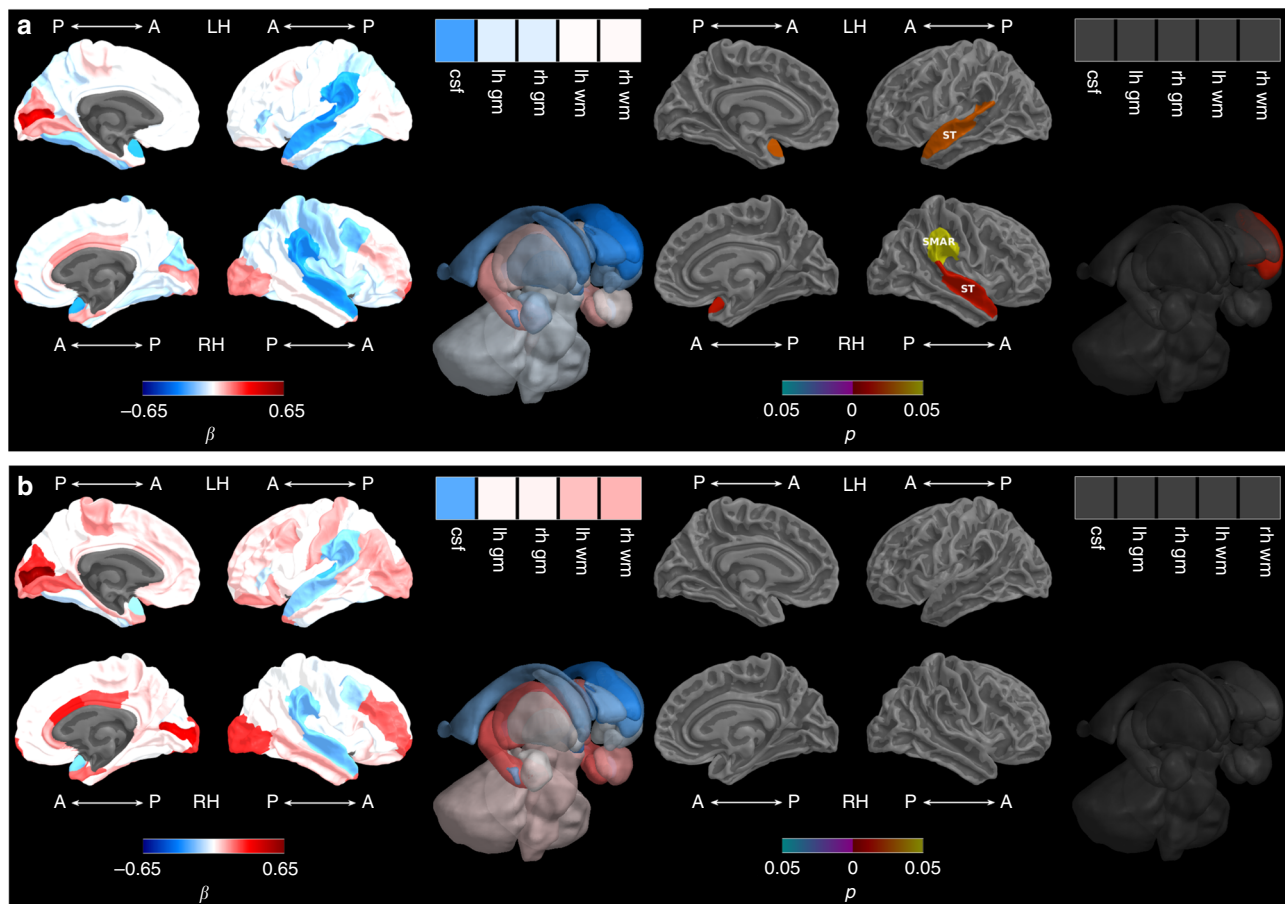 a
P A LH A P
csf
lh gm
rh gm
lh wm
rh wm
P A LH A P
csf
lh gm
rh gm
lh wm
rh wm
ST
SMAR
ST
A P RH P A
A P RH P A
−0.65 0.65
β
0.05 0 0.05
p
b
P A LH A P
csf
lh gm
rh gm
lh wm
rh wm
P A LH A P
csf
lh gm
rh gm
lh wm
rh wm
A P RH P A
A P RH P A
−0.65 0.65
β
0.05 0 0.05
p